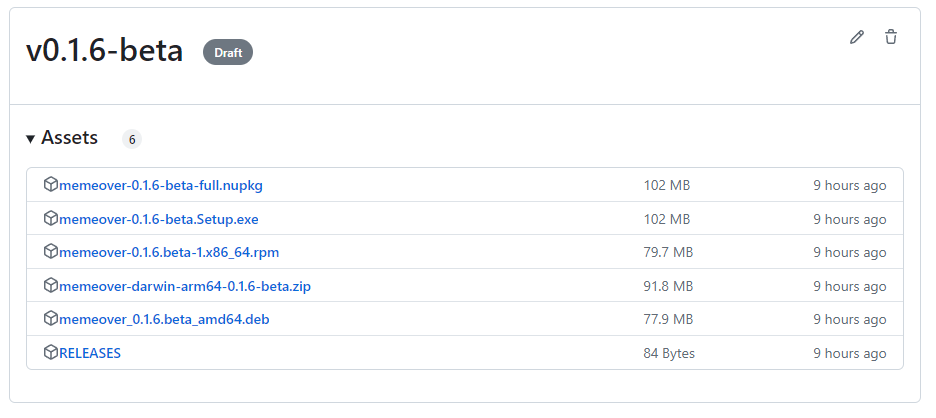 v0.1.6-beta Draft
Assets 6
memeover-0.1.6-beta-full.nupkg 102 MB 9 hours ago
memeover-0.1.6-beta.Setup.exe 102 MB 9 hours ago
memeover-0.1.6.beta-1.x86_64.rpm 79.7 MB 9 hours ago
memeover-darwin-arm64-0.1.6-beta.zip 91.8 MB 9 hours ago
memeover_0.1.6.beta_amd64.deb 77.9 MB 9 hours ago
RELEASES 84 Bytes 9 hours ago